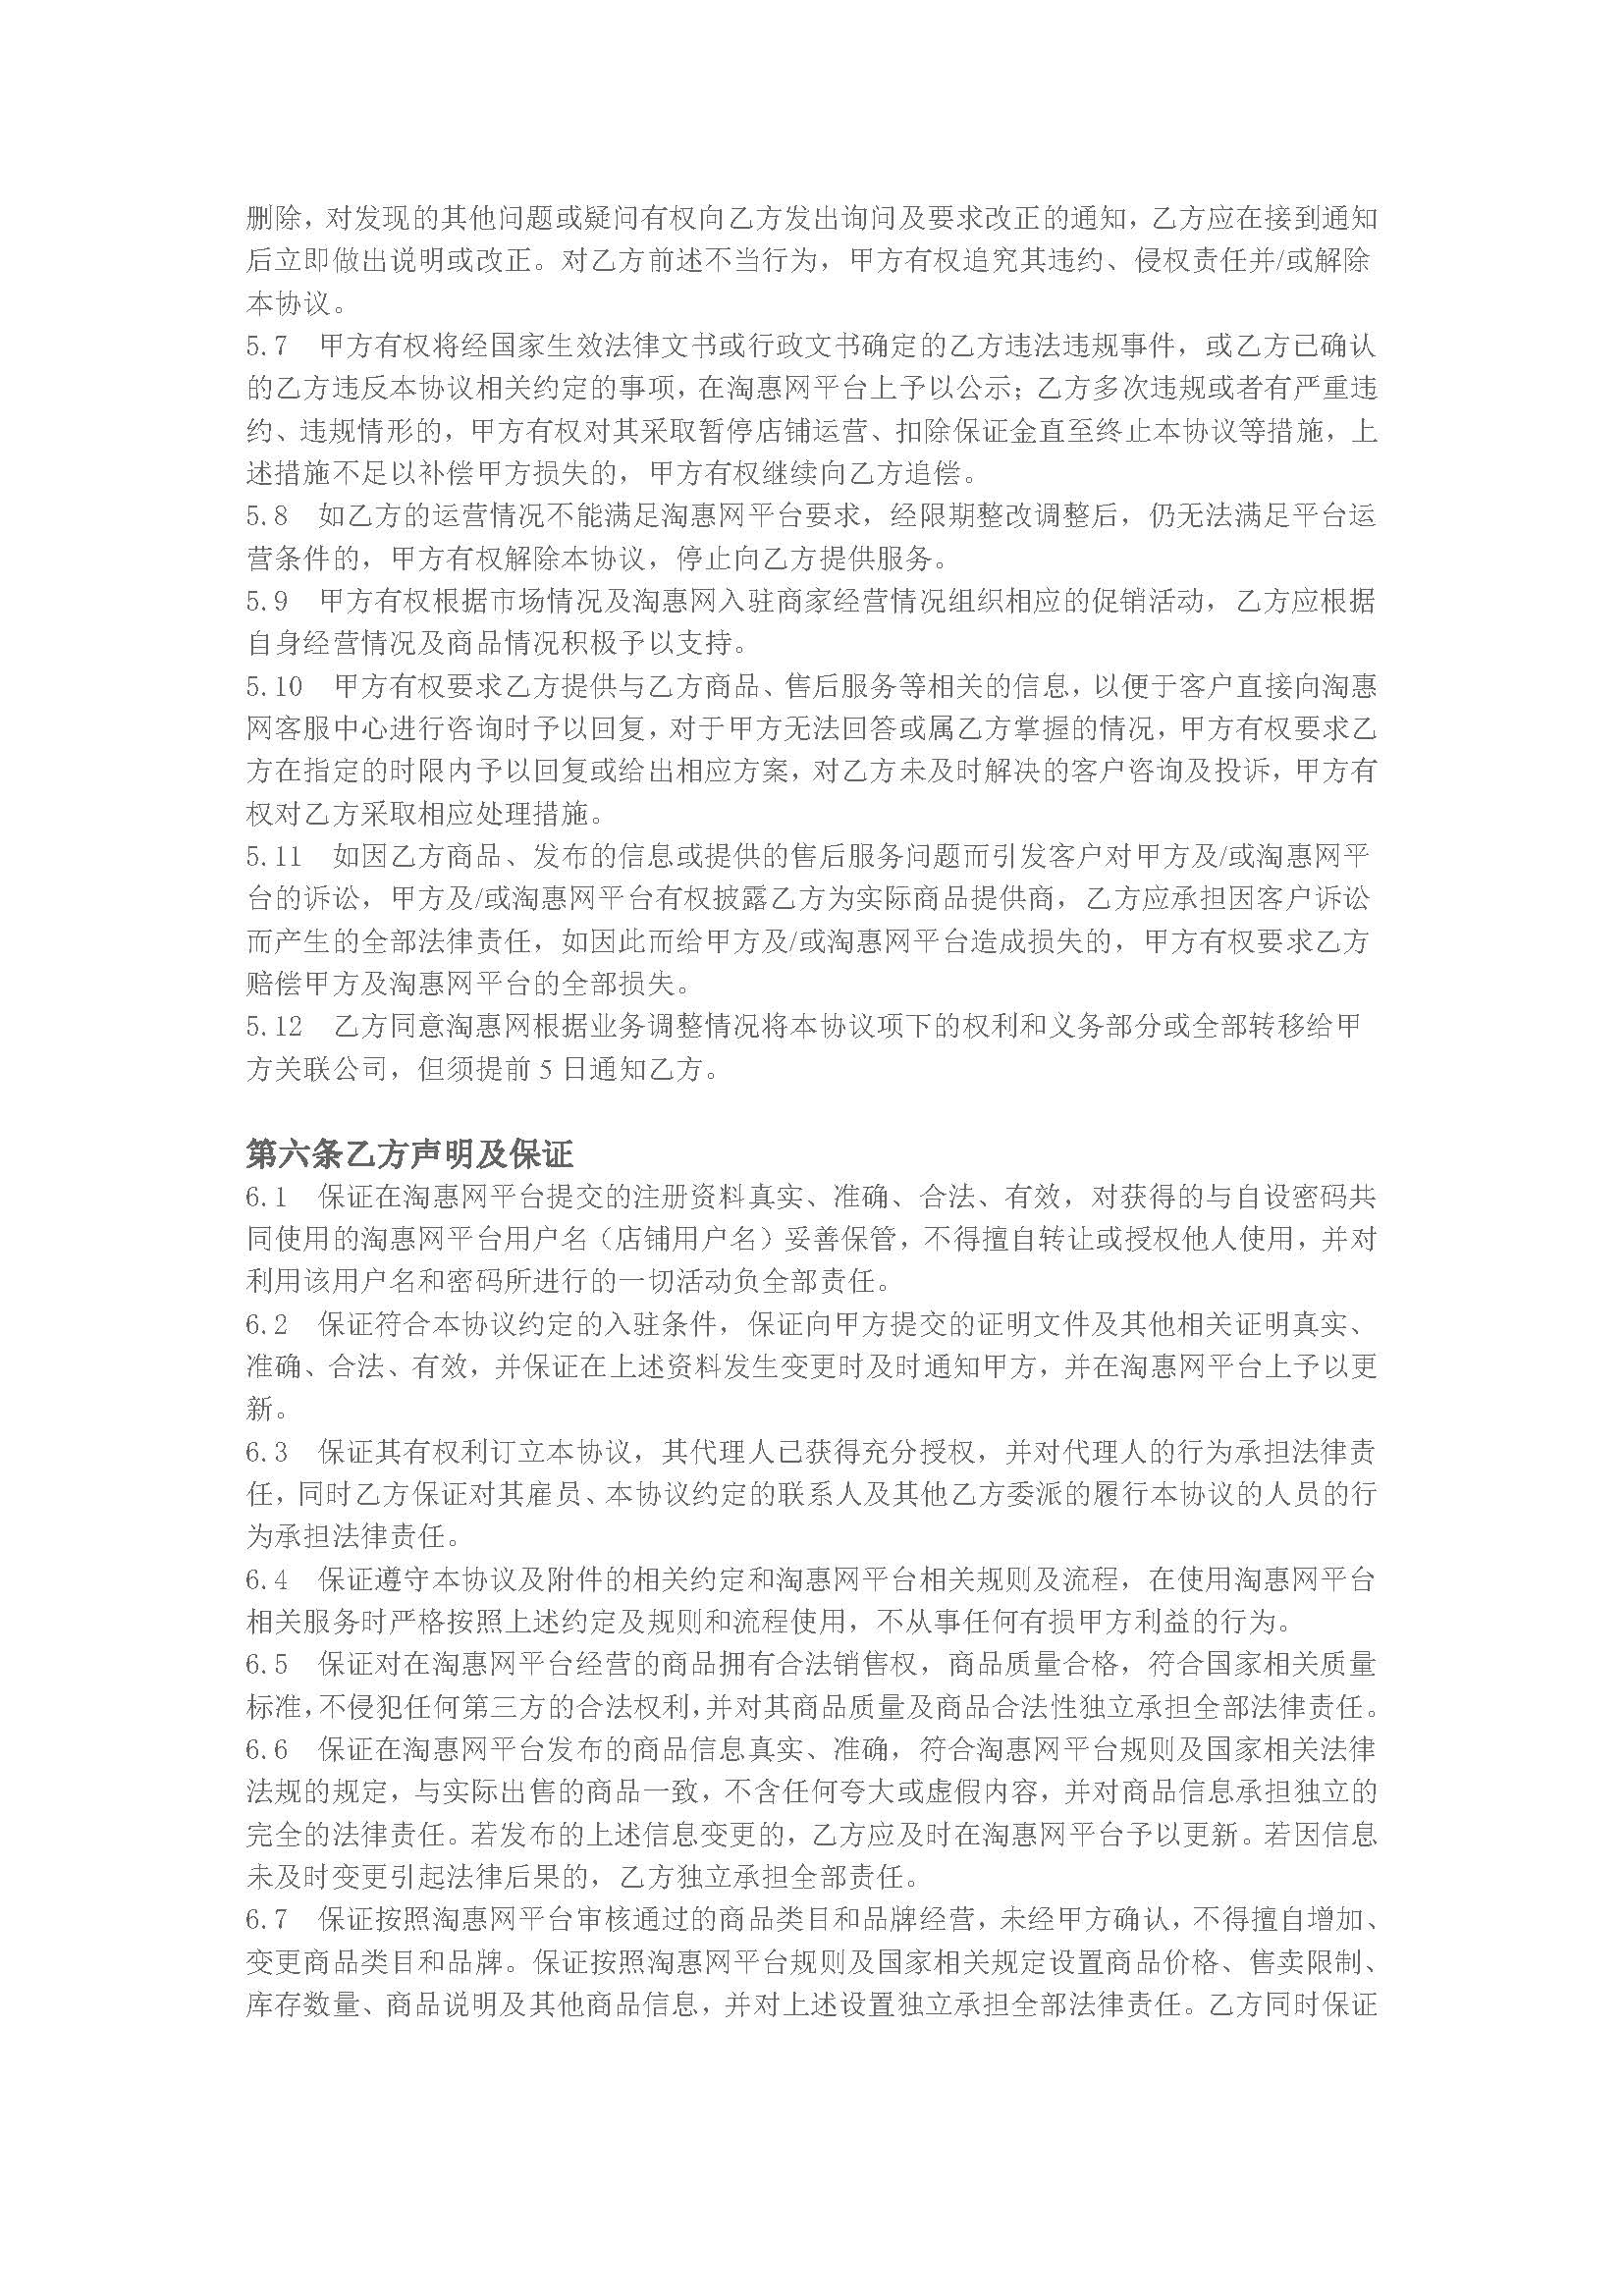 删除，对发现的其他问题或疑问有权向乙方发出询问及要求改正的通知，乙方应在接到通知
后立即做出说明或改正。对乙方前述不当行为，甲方有权追究其违约、侵权责任并/或解除
本协议。
5.7　甲方有权将经国家生效法律文书或行政文书确定的乙方违法违规事件，或乙方已确认
的乙方违反本协议相关约定的事项，在淘惠网平台上予以公示；乙方多次违规或者有严重违
约、违规情形的，甲方有权对其采取暂停店铺运营、扣除保证金直至终止本协议等措施，上
述措施不足以补偿甲方损失的，甲方有权继续向乙方追偿。
5.8　如乙方的运营情况不能满足淘惠网平台要求，经限期整改调整后，仍无法满足平台运
营条件的，甲方有权解除本协议，停止向乙方提供服务。
5.9　甲方有权根据市场情况及淘惠网入驻商家经营情况组织相应的促销活动，乙方应根据
自身经营情况及商品情况积极予以支持。
5.10　甲方有权要求乙方提供与乙方商品、售后服务等相关的信息，以便于客户直接向淘惠
网客服中心进行咨询时予以回复，对于甲方无法回答或属乙方掌握的情况，甲方有权要求乙
方在指定的时限内予以回复或给出相应方案，对乙方未及时解决的客户咨询及投诉，甲方有
权对乙方采取相应处理措施。
5.11　如因乙方商品、发布的信息或提供的售后服务问题而引发客户对甲方及/或淘惠网平
台的诉讼，甲方及/或淘惠网平台有权披露乙方为实际商品提供商，乙方应承担因客户诉讼
而产生的全部法律责任，如因此而给甲方及/或淘惠网平台造成损失的，甲方有权要求乙方
赔偿甲方及淘惠网平台的全部损失。
5.12　乙方同意淘惠网根据业务调整情况将本协议项下的权利和义务部分或全部转移给甲
方关联公司，但须提前 5 日通知乙方。
第六条乙方声明及保证
6.1　保证在淘惠网平台提交的注册资料真实、准确、合法、有效，对获得的与自设密码共
同使用的淘惠网平台用户名（店铺用户名）妥善保管，不得擅自转让或授权他人使用，并对
利用该用户名和密码所进行的一切活动负全部责任。
6.2　保证符合本协议约定的入驻条件，保证向甲方提交的证明文件及其他相关证明真实、
准确、合法、有效，并保证在上述资料发生变更时及时通知甲方，并在淘惠网平台上予以更
新。
6.3　保证其有权利订立本协议，其代理人已获得充分授权，并对代理人的行为承担法律责
任，同时乙方保证对其雇员、本协议约定的联系人及其他乙方委派的履行本协议的人员的行
为承担法律责任。
6.4　保证遵守本协议及附件的相关约定和淘惠网平台相关规则及流程，在使用淘惠网平台
相关服务时严格按照上述约定及规则和流程使用，不从事任何有损甲方利益的行为。
6.5　保证对在淘惠网平台经营的商品拥有合法销售权，商品质量合格，符合国家相关质量
标准，不侵犯任何第三方的合法权利，并对其商品质量及商品合法性独立承担全部法律责任。
6.6　保证在淘惠网平台发布的商品信息真实、准确，符合淘惠网平台规则及国家相关法律
法规的规定，与实际出售的商品一致，不含任何夸大或虚假内容，并对商品信息承担独立的
完全的法律责任。若发布的上述信息变更的，乙方应及时在淘惠网平台予以更新。若因信息
未及时变更引起法律后果的，乙方独立承担全部责任。
6.7　保证按照淘惠网平台审核通过的商品类目和品牌经营，未经甲方确认，不得擅自增加、
变更商品类目和品牌。保证按照淘惠网平台规则及国家相关规定设置商品价格、售卖限制、
库存数量、商品说明及其他商品信息，并对上述设置独立承担全部法律责任。乙方同时保证